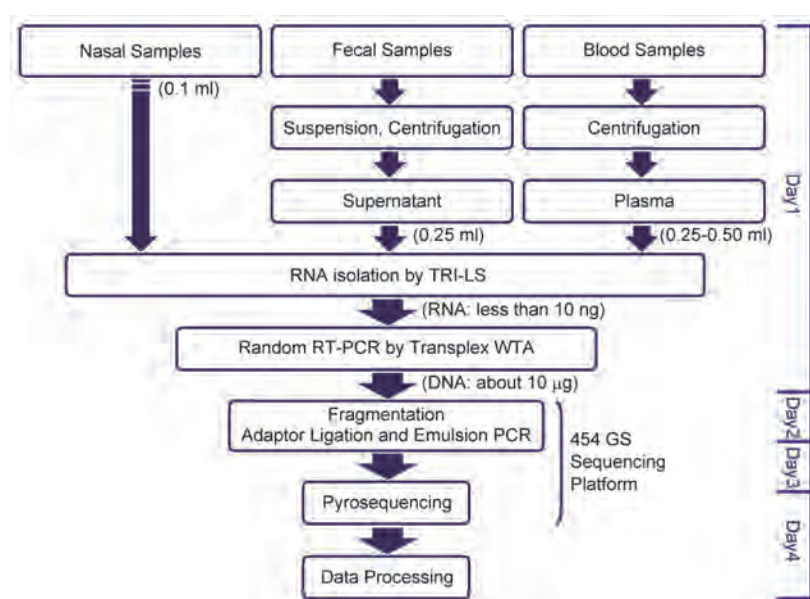 Nasal Samples
Fecal Samples
Blood Samples
(0.1 ml)
Suspension, Centrifugation
Centrifugation
Supernatant
Plasma
(0.25 ml)
(0.25-0.50 ml)
RNA isolation by TRI-LS
(RNA: less than 10 ng)
Random RT-PCR by Transplex WTA
(DNA: about 10 μg)
Fragmentation
Adaptor Ligation and Emulsion PCR
454 GS
Sequencing
Platform
Pyrosequencing
Data Processing
Day1
Day2
Day3
Day4